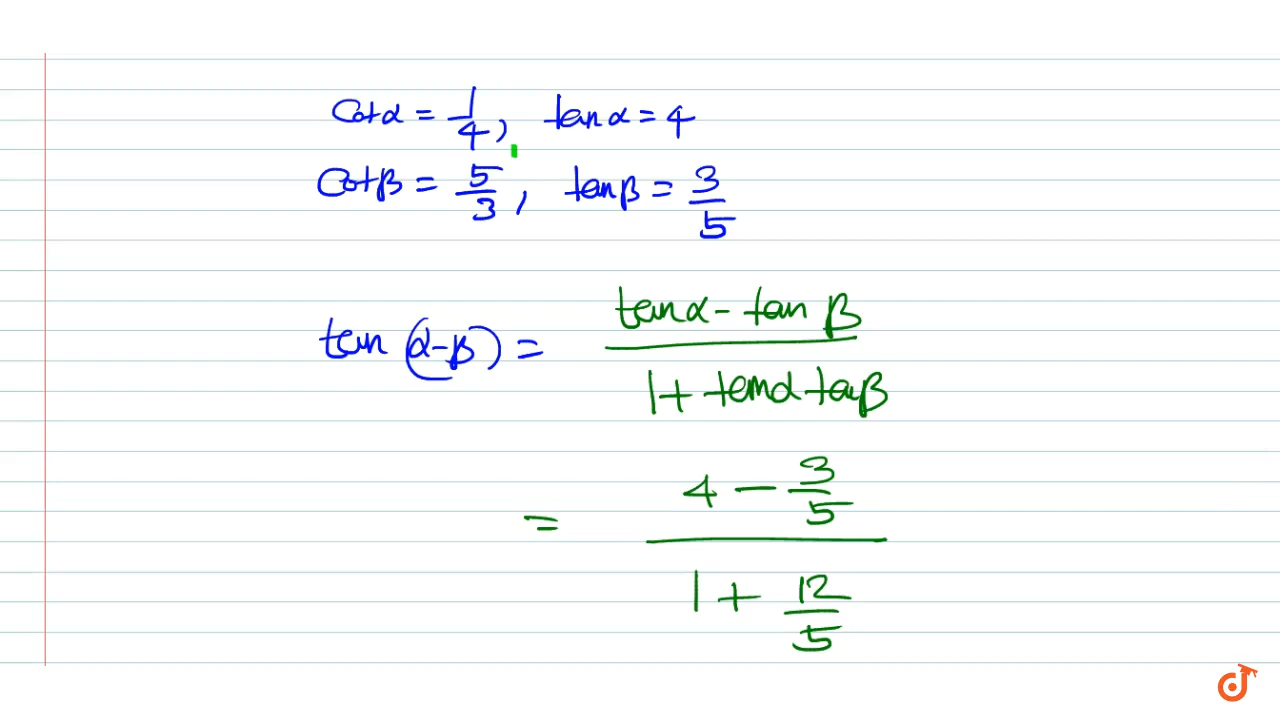 cotα = 1/4, tanα = 4
cotβ = 5/3, tanβ = 3/5
tan (α-β) = (tanα - tan β)/(1 + tanα tanβ)
= (4 - 3/5)/(1 + 12/5)